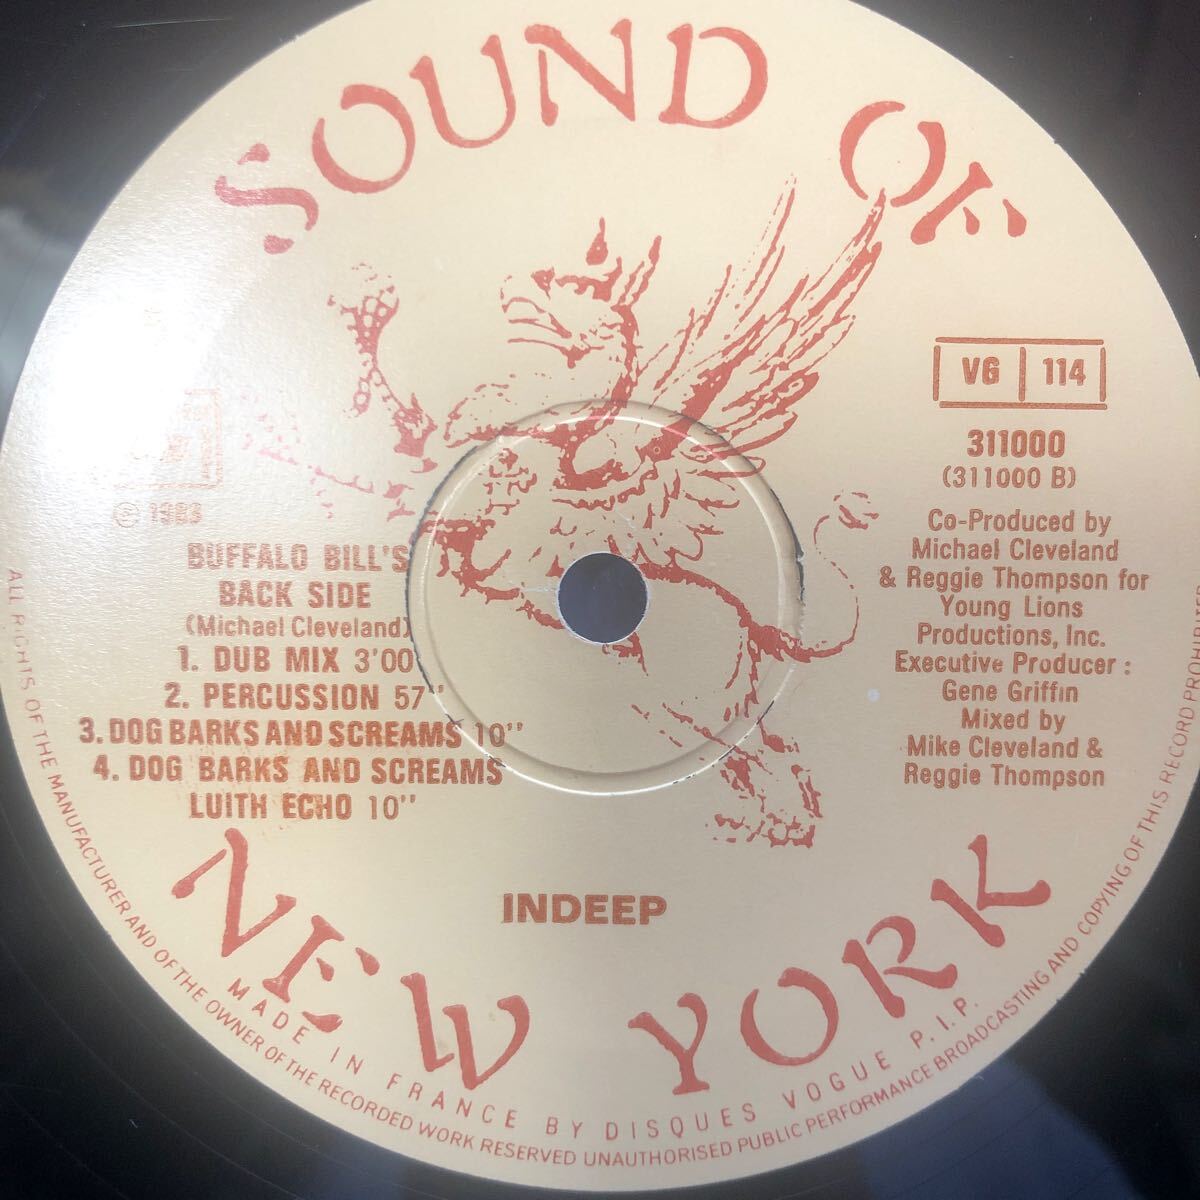 SOUND OF
VG 114
311000
(311000 B)
Co-Produced by
Michael Cleveland
& Reggie Thompson for
Young Lions
Productions, Inc.
Executive Producer :
Gene Griffin
Mixed by
Mike Cleveland &
Reggie Thompson
© 1983
BUFFALO BILL'S
BACK SIDE
(Michael Cleveland)
1. DUB MIX 3'00
2. PERCUSSION 57"
3. DOG BARKS AND SCREAMS 10"
4. DOG BARKS AND SCREAMS
LUITH ECHO 10"
INDEEP
NEW YORK
MADE IN FRANCE BY DISQUES VOGUE P.I.P.
ALL RIGHTS OF THE MANUFACTURER AND OF THE OWNER OF THE RECORDED WORK RESERVED UNAUTHORISED PUBLIC PERFORMANCE BROADCASTING AND COPYING OF THIS RECORD PROHIBITED